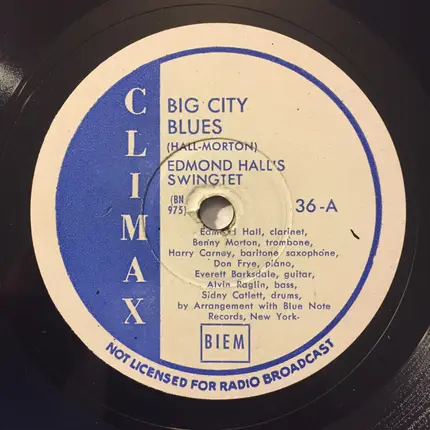 CLIMAX
BIG CITY
BLUES
(HALL-MORTON)
EDMOND HALL'S
SWINGTET
(BN
975)
36-A
Edmond Hall, clarinet,
Benny Morton, trombone,
Harry Carney, baritone saxophone,
Don Frye, piano,
Everett Barksdale, guitar,
Alvin Raglin, bass,
Sidny Catlett, drums,
by Arrangement with Blue Note
Records, New York-
BIEM
NOT LICENSED FOR RADIO BROADCAST